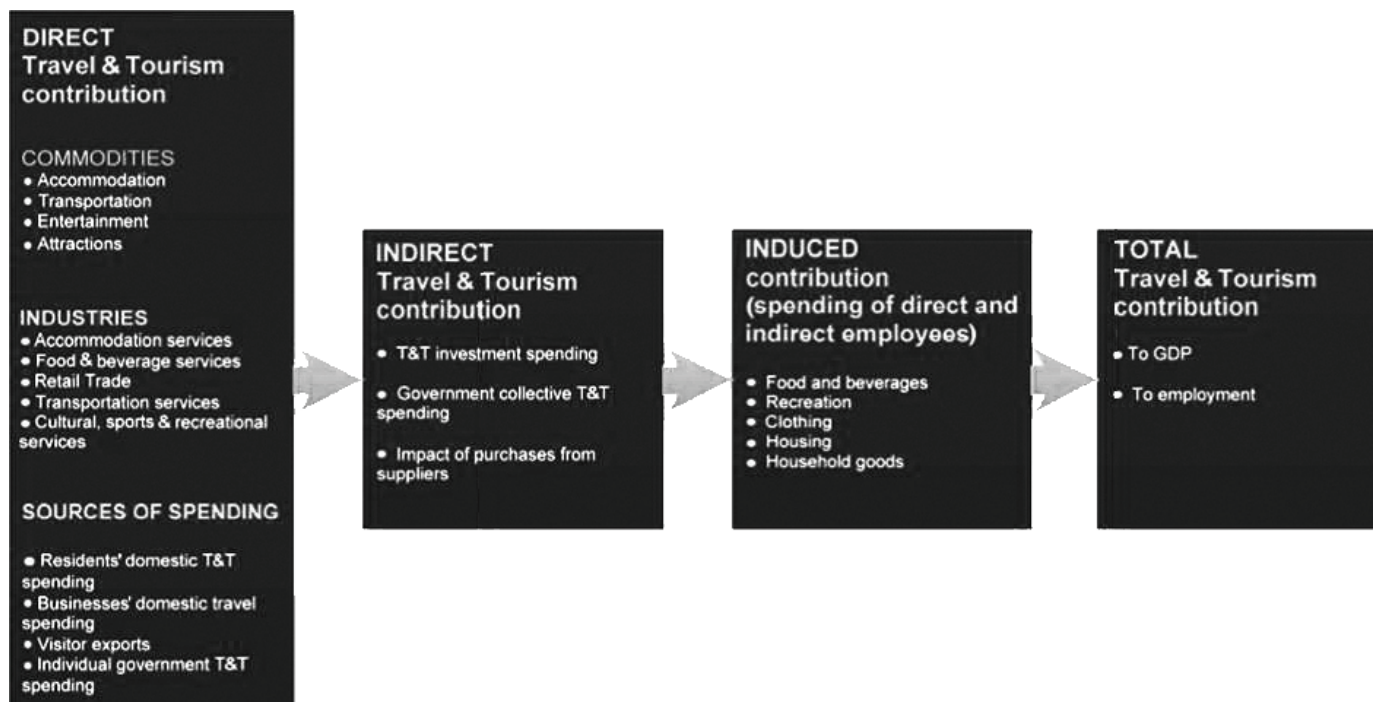 DIRECT
Travel & Tourism
contribution
COMMODITIES
• Accommodation
• Transportation
• Entertainment
• Attractions
INDUSTRIES
• Accommodation services
• Food & beverage services
• Retail Trade
• Transportation services
• Cultural, sports & recreational
services
SOURCES OF SPENDING
• Residents' domestic T&T
spending
• Businesses' domestic travel
spending
• Visitor exports
• Individual government T&T
spending
INDIRECT
Travel & Tourism
contribution
• T&T investment spending
• Government collective T&T
spending
• Impact of purchases from
suppliers
INDUCED
contribution
(spending of direct and
indirect employees)
• Food and beverages
• Recreation
• Clothing
• Housing
• Household goods
TOTAL
Travel & Tourism
contribution
• To GDP
• To employment